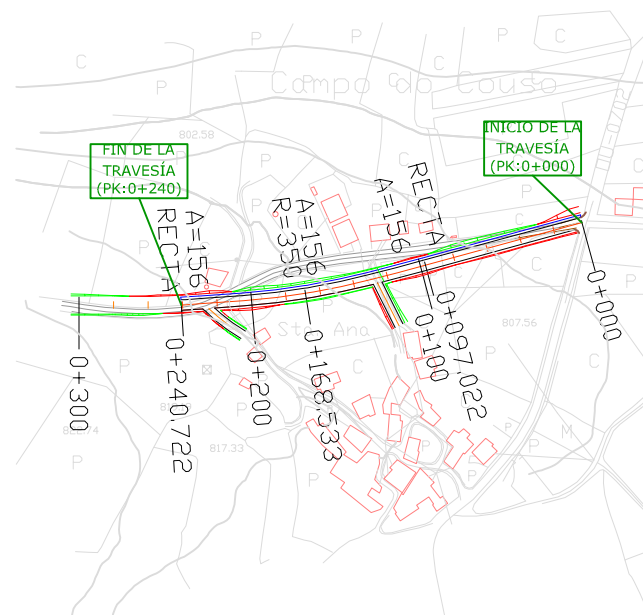 C
P
P
P
C
C
Campo do Couso
P
P
P
802.58
INICIO DE LA
TRAVESÍA
(PK:0+000)
FIN DE LA
TRAVESÍA
(PK:0+240)
P
P
C
P
RECTA
A=156
A=156
R=350
A=156
RECTA
P
C
0+000
0+097.022
0+100
0+168.533
0+200
0+240.722
0+300
807.56
Sta Ana
P
C
P
C
P
P
P
M
817.33
P
P
L
P
P